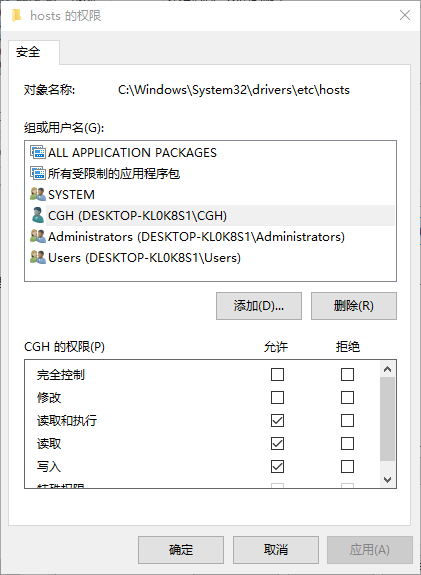 hosts 的权限
安全
对象名称: C:\Windows\System32\drivers\etc\hosts
组或用户名(G):
ALL APPLICATION PACKAGES
所有受限制的应用程序包
SYSTEM
CGH (DESKTOP-KL0K8S1\CGH)
Administrators (DESKTOP-KL0K8S1\Administrators)
Users (DESKTOP-KL0K8S1\Users)
添加(D)... 删除(R)
CGH 的权限(P) 允许 拒绝
完全控制
修改
读取和执行
读取
写入
特殊权限
确定 取消 应用(A)